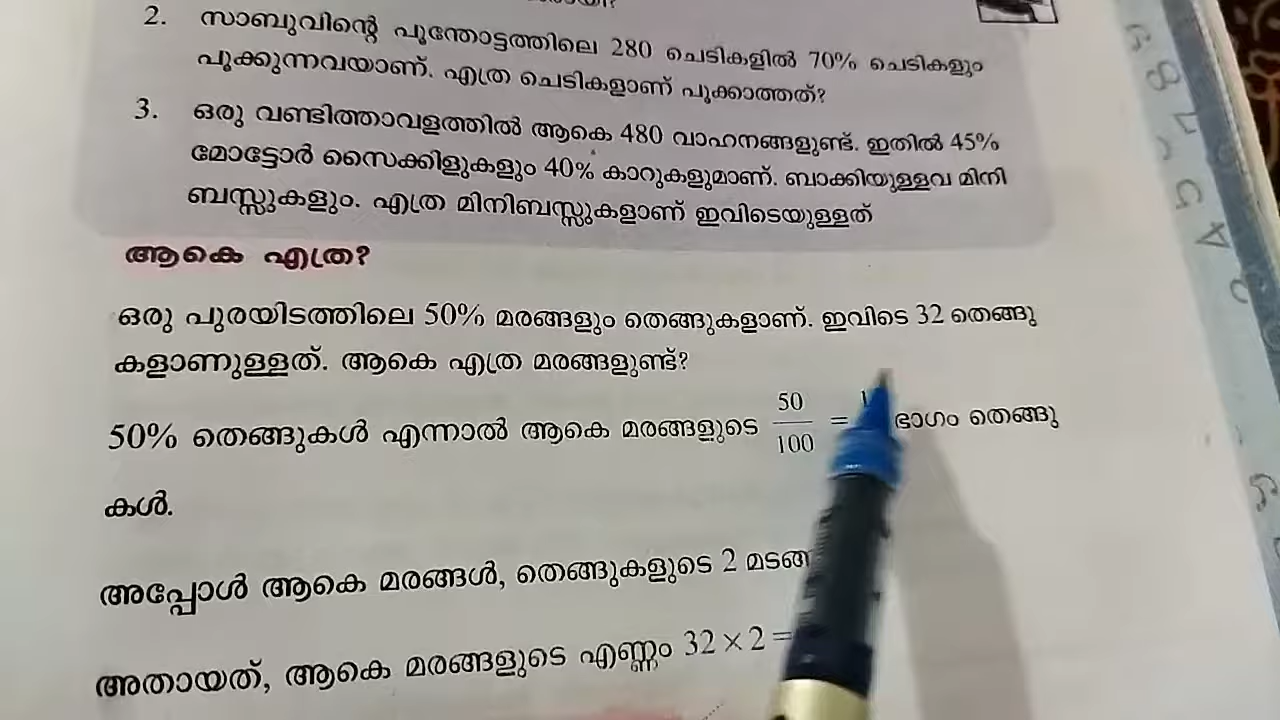 2. സാബുവിന്റെ പൂന്തോട്ടത്തിലെ 280 ചെടികളിൽ 70% ചെടികളും
പൂക്കുന്നവയാണ്. എത്ര ചെടികളാണ് പൂക്കാത്തത്?
3. ഒരു വണ്ടിത്താവളത്തിൽ ആകെ 480 വാഹനങ്ങളുണ്ട്. ഇതിൽ 45%
മോട്ടോർ സൈക്കിളുകളും 40% കാറുകളുമാണ്. ബാക്കിയുള്ളവ മിനി
ബസ്സുകളും. എത്ര മിനിബസ്സുകളാണ് ഇവിടെയുള്ളത്
ആകെ എത്ര?
ഒരു പുരയിടത്തിലെ 50% മരങ്ങളും തെങ്ങുകളാണ്. ഇവിടെ 32 തെങ്ങു
കളാണുള്ളത്. ആകെ എത്ര മരങ്ങളുണ്ട്?
50% തെങ്ങുകൾ എന്നാൽ ആകെ മരങ്ങളുടെ 50/100 = ഭാഗം തെങ്ങു
കൾ.
അപ്പോൾ ആകെ മരങ്ങൾ, തെങ്ങുകളുടെ 2
അതായത്, ആകെ മരങ്ങളുടെ എണ്ണം 32 × 2 =